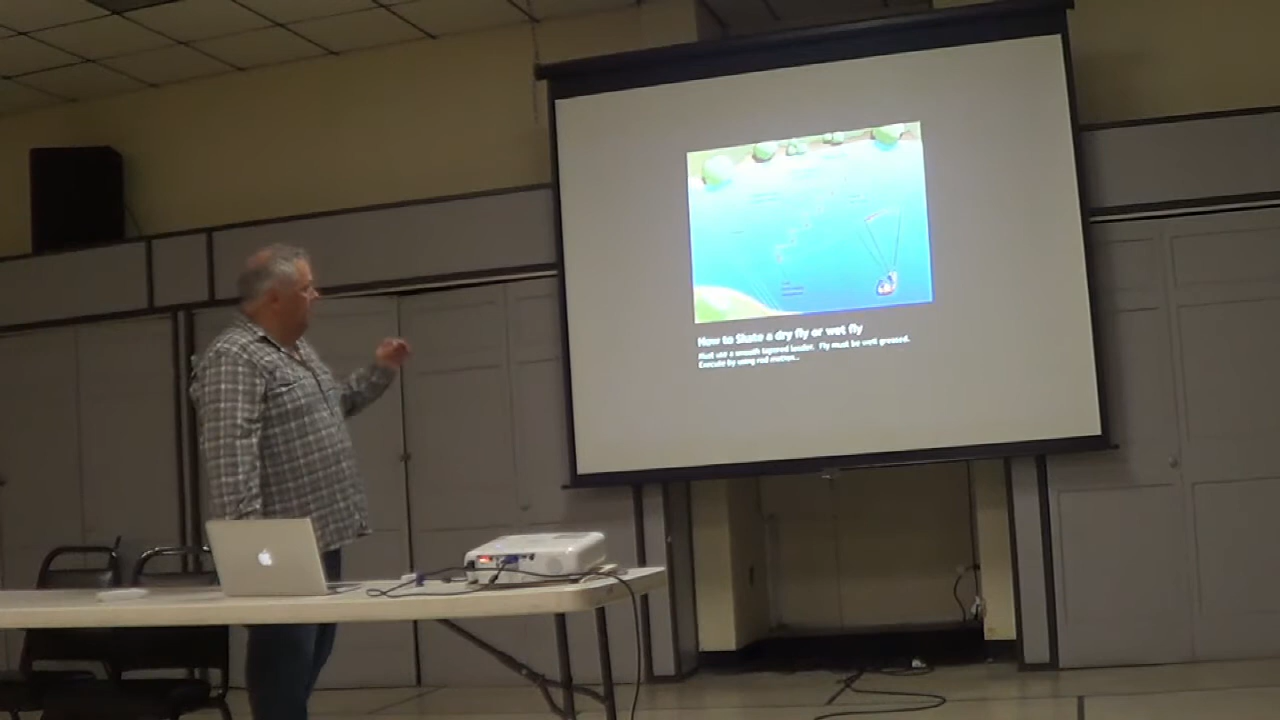 How to Skate a dry fly or wet fly
Must use a smooth tapered leader. Fly must be well greased.
Execute by using rod motion...